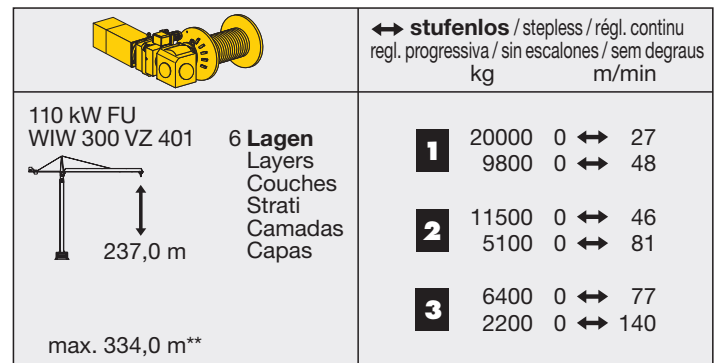 ↔ stufenlos / stepless / régl. continu
regl. progressiva / sin escalones / sem degraus
kg m/min
110 kW FU
WIW 300 VZ 401
6 Lagen
Layers
Couches
Strati
Camadas
Capas
237,0 m
max. 334,0 m**
1 20000 0 ↔ 27
9800 0 ↔ 48
2 11500 0 ↔ 46
5100 0 ↔ 81
3 6400 0 ↔ 77
2200 0 ↔ 140